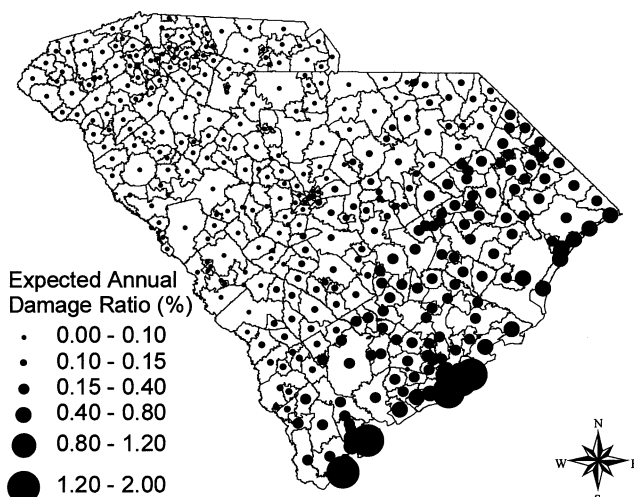 Expected Annual
Damage Ratio (%)
0.00 - 0.10
0.10 - 0.15
0.15 - 0.40
0.40 - 0.80
0.80 - 1.20
1.20 - 2.00
N
W
E
S